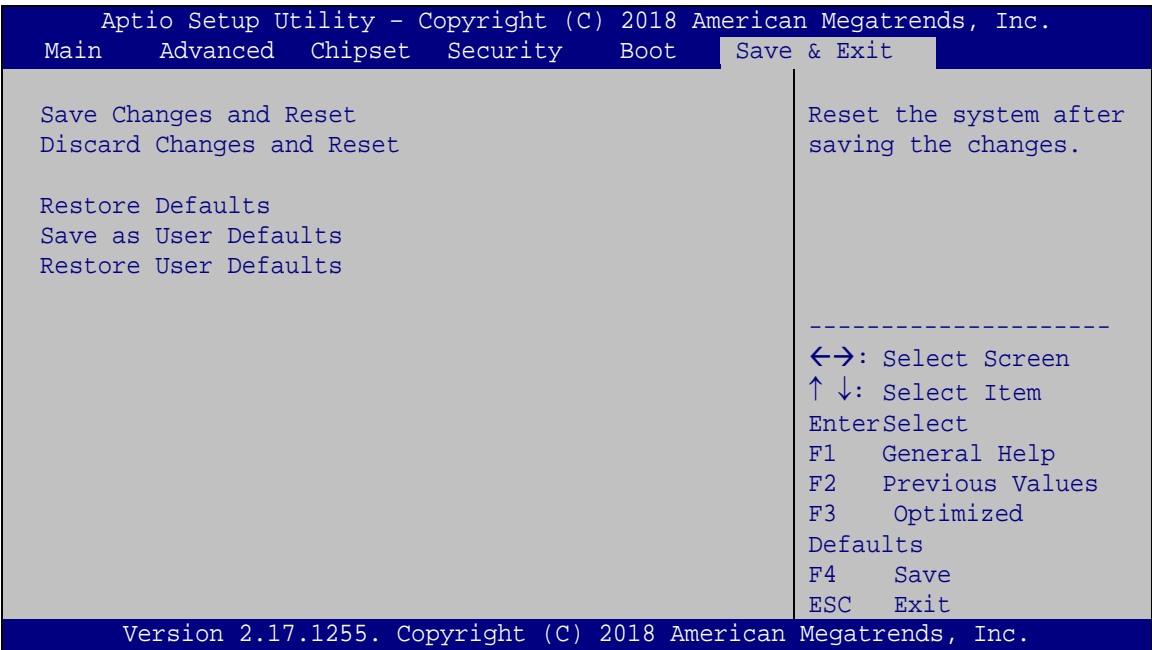 Aptio Setup Utility – Copyright (C) 2018 American Megatrends, Inc.
Main Advanced Chipset Security Boot Save & Exit
Save Changes and Reset
Discard Changes and Reset
Restore Defaults
Save as User Defaults
Restore User Defaults
Reset the system after
saving the changes.
---------------------
←→: Select Screen
↑ ↓: Select Item
EnterSelect
F1 General Help
F2 Previous Values
F3 Optimized
Defaults
F4 Save
ESC Exit
Version 2.17.1255. Copyright (C) 2018 American Megatrends, Inc.